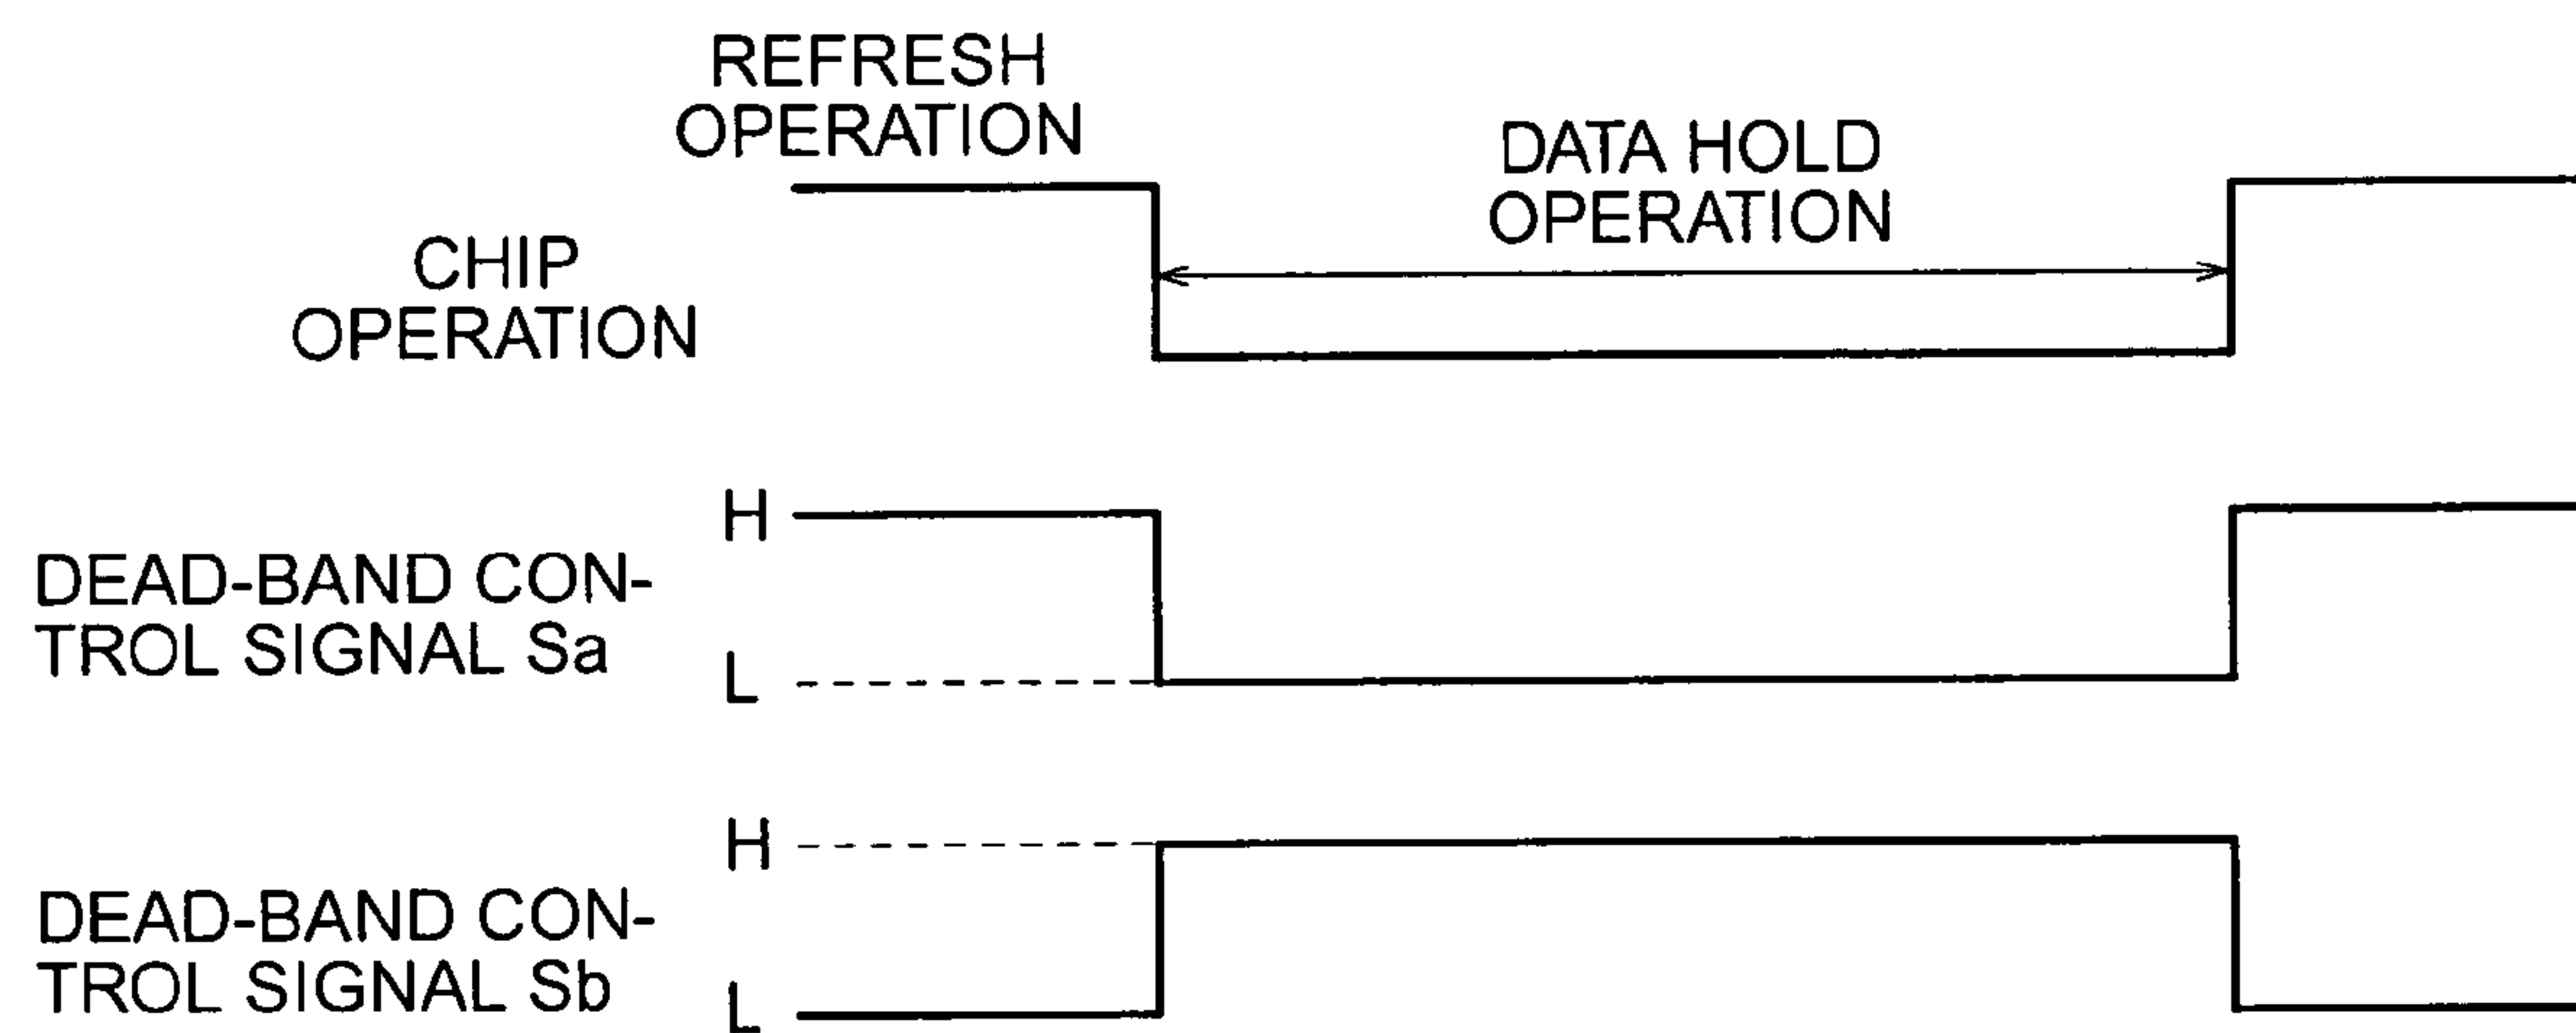 REFRESH
OPERATION
DATA HOLD
OPERATION
CHIP
OPERATION
H
DEAD-BAND CON-
TROL SIGNAL Sa
L
H
DEAD-BAND CON-
TROL SIGNAL Sb
L